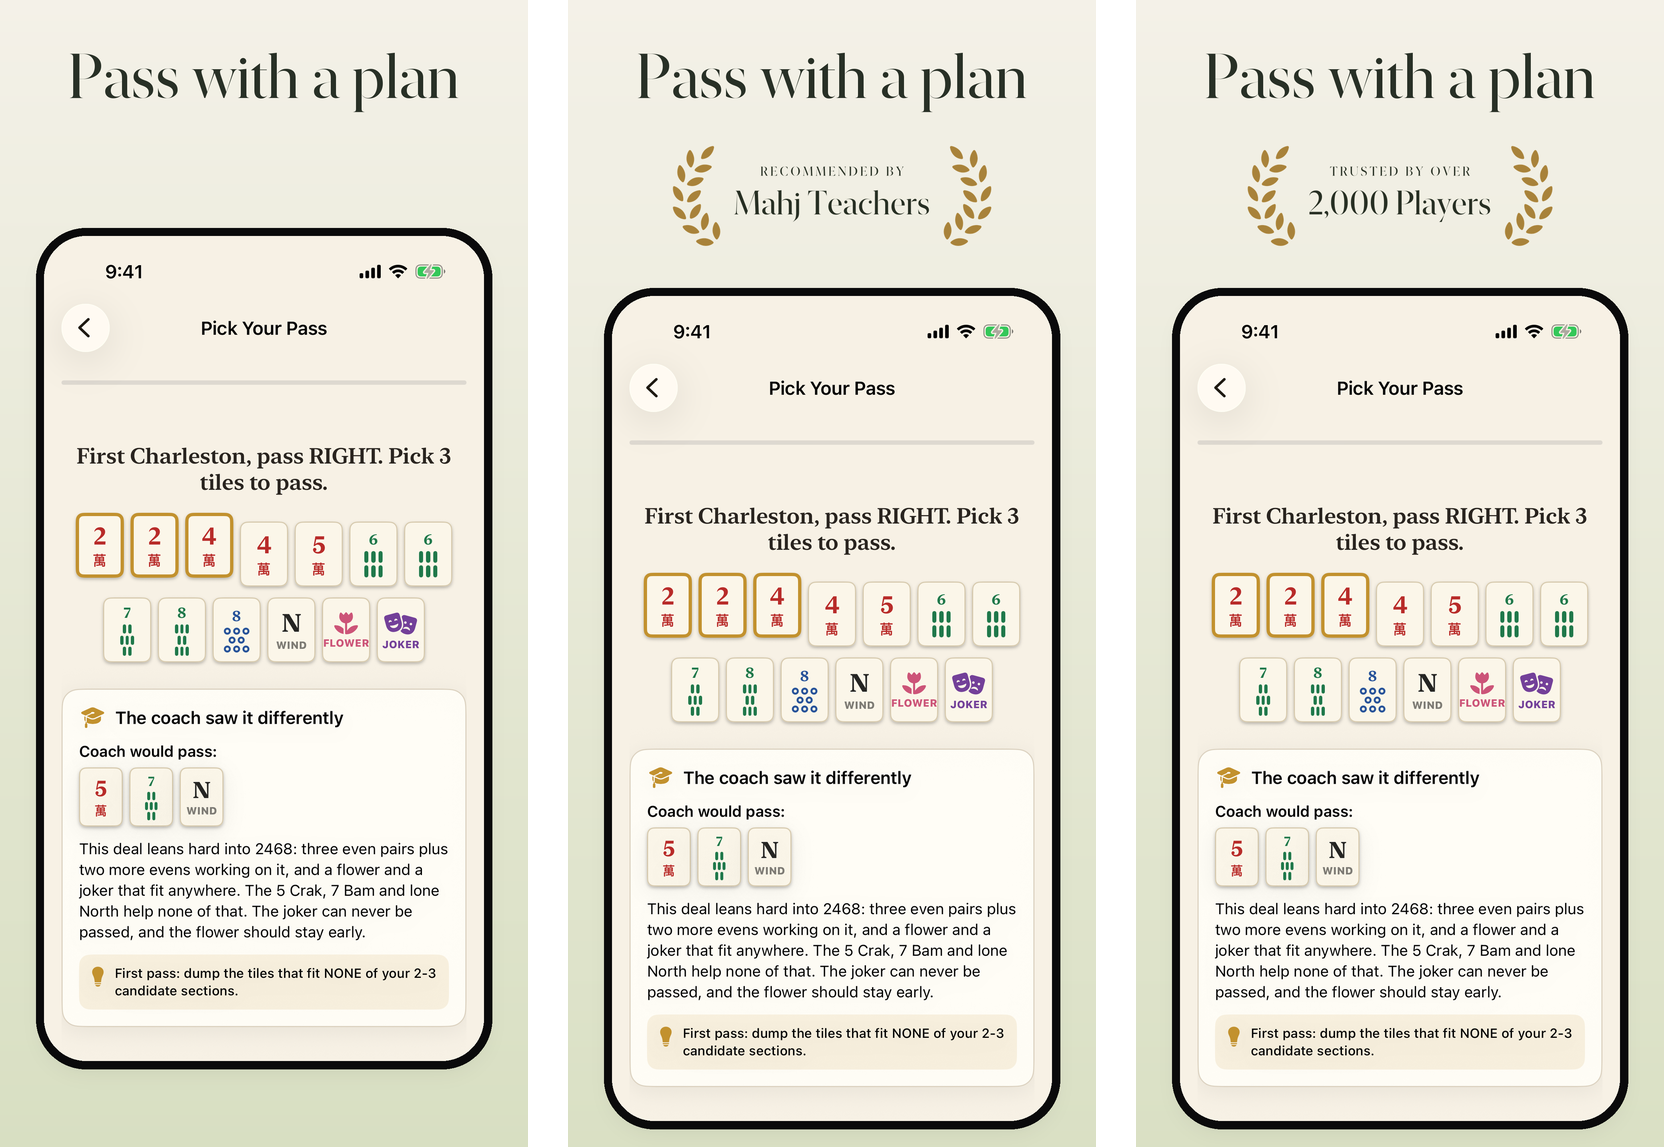 Pass with a plan
9:41
Pick Your Pass
First Charleston, pass RIGHT. Pick 3
tiles to pass.
2 2 4 4 5 6 6
萬 萬 萬 萬 萬
7 8 8 N
WIND FLOWER JOKER
The coach saw it differently
Coach would pass:
5 7 N
萬 WIND
This deal leans hard into 2468: three even pairs plus
two more evens working on it, and a flower and a
joker that fit anywhere. The 5 Crak, 7 Bam and lone
North help none of that. The joker can never be
passed, and the flower should stay early.
First pass: dump the tiles that fit NONE of your 2-3
candidate sections.
Pass with a plan
RECOMMENDED BY
Mahj Teachers
9:41
Pick Your Pass
First Charleston, pass RIGHT. Pick 3
tiles to pass.
2 2 4 4 5 6 6
萬 萬 萬 萬 萬
7 8 8 N
WIND FLOWER JOKER
The coach saw it differently
Coach would pass:
5 7 N
萬 WIND
This deal leans hard into 2468: three even pairs plus
two more evens working on it, and a flower and a
joker that fit anywhere. The 5 Crak, 7 Bam and lone
North help none of that. The joker can never be
passed, and the flower should stay early.
First pass: dump the tiles that fit NONE of your 2-3
candidate sections.
Pass with a plan
TRUSTED BY OVER
2,000 Players
9:41
Pick Your Pass
First Charleston, pass RIGHT. Pick 3
tiles to pass.
2 2 4 4 5 6 6
萬 萬 萬 萬 萬
7 8 8 N
WIND FLOWER JOKER
The coach saw it differently
Coach would pass:
5 7 N
萬 WIND
This deal leans hard into 2468: three even pairs plus
two more evens working on it, and a flower and a
joker that fit anywhere. The 5 Crak, 7 Bam and lone
North help none of that. The joker can never be
passed, and the flower should stay early.
First pass: dump the tiles that fit NONE of your 2-3
candidate sections.